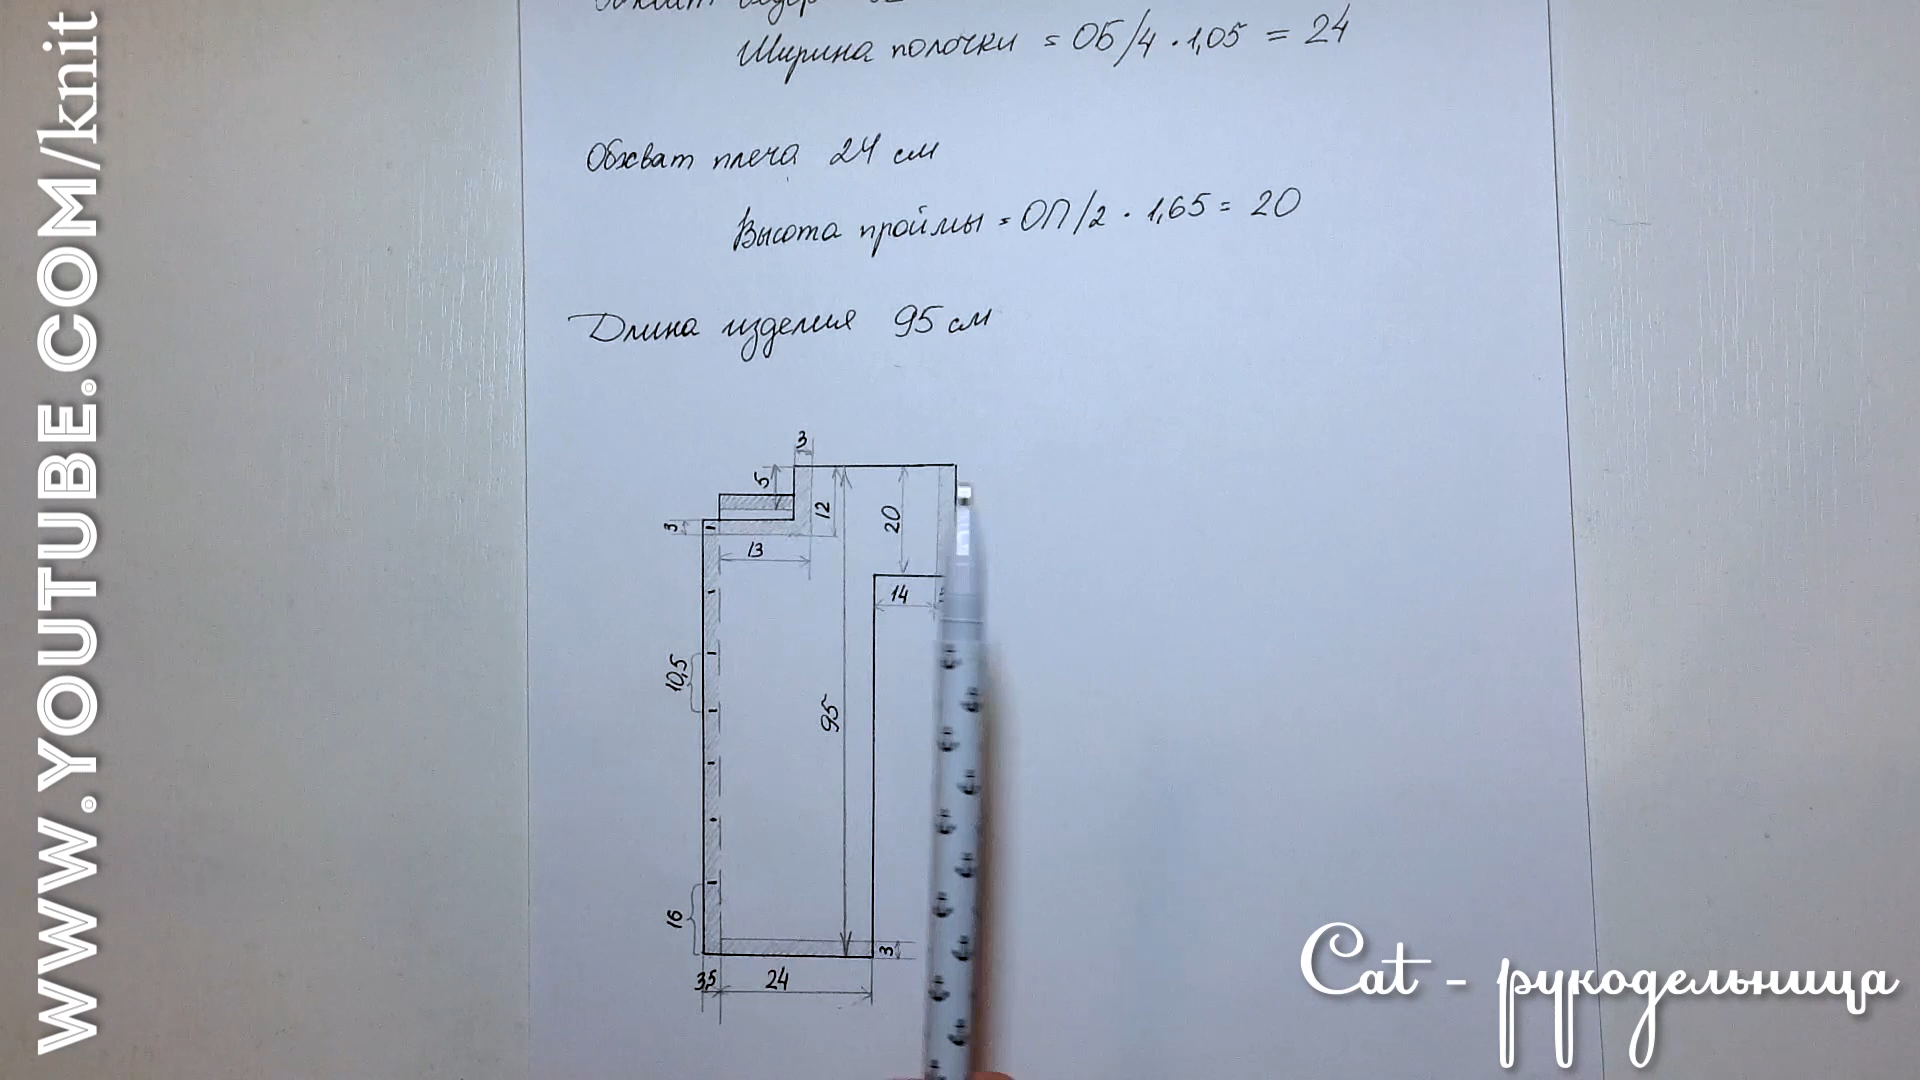 Ширина полочки = ОБ/4 · 1,05 = 24
Обхват плеча 24 см
Высота проймы = ОП/2 · 1,65 = 20
Длина изделия 95 см
3
5
12
20
3
13
14
10,5
95
16
3
3,5
24
WWW.YOUTUBE.COM/knit
Cat - рукодельница